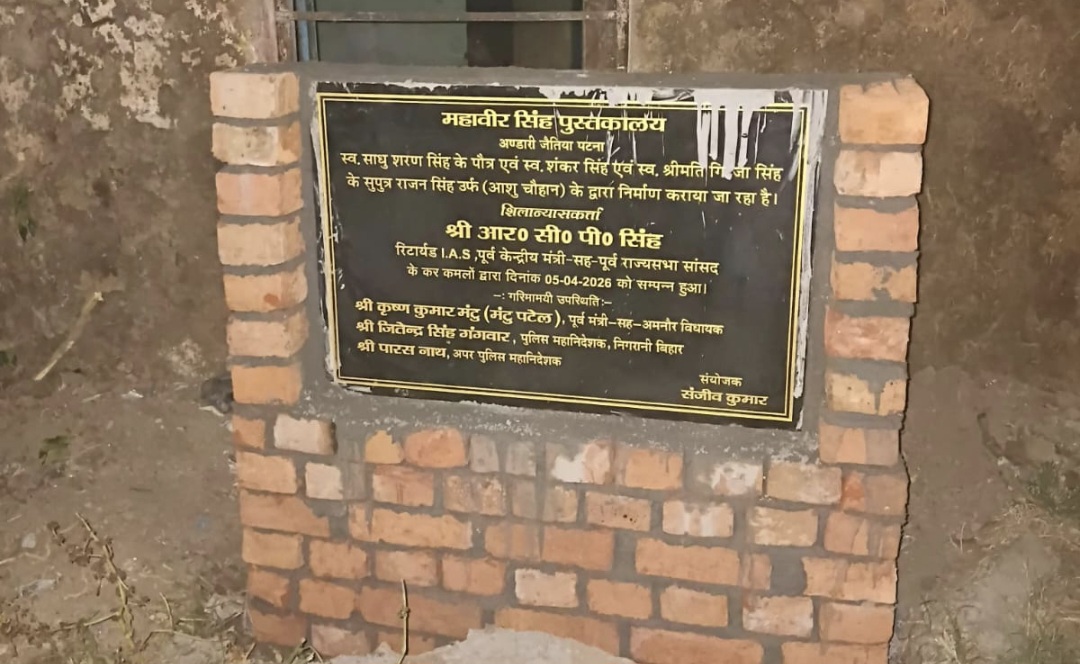 महावीर सिंह पुस्तकालय
अण्डारी जैतिया पटना
स्व. साधु शरण सिंह के पौत्र एवं स्व. शंकर सिंह एवं स्व. श्रीमति सिंह
के सुपुत्र राजन सिंह उर्फ (आशु चौहान) के द्वारा निर्माण कराया जा रहा है।
शिलान्यासकर्त्ता
श्री आर० सी० पी० सिंह
रिटार्यड I.A.S ,पूर्व केन्द्रीय मंत्री–सह–पूर्व राज्यसभा सांसद
के कर कमलों द्वारा दिनांक 05-04-2026 को सम्पन्न हुआ।
–: गरिमामयी उपस्थिति:–
श्री कृष्ण कुमार मंटु (मंटु पटेल), पूर्व मंत्री–सह–अमनौर विधायक
श्री जितेन्द्र सिंह गंगवार, पुलिस महानिदेशक, निगरानी बिहार
श्री पारस नाथ, अपर पुलिस महानिदेशक
संयोजक
संजीव कुमार